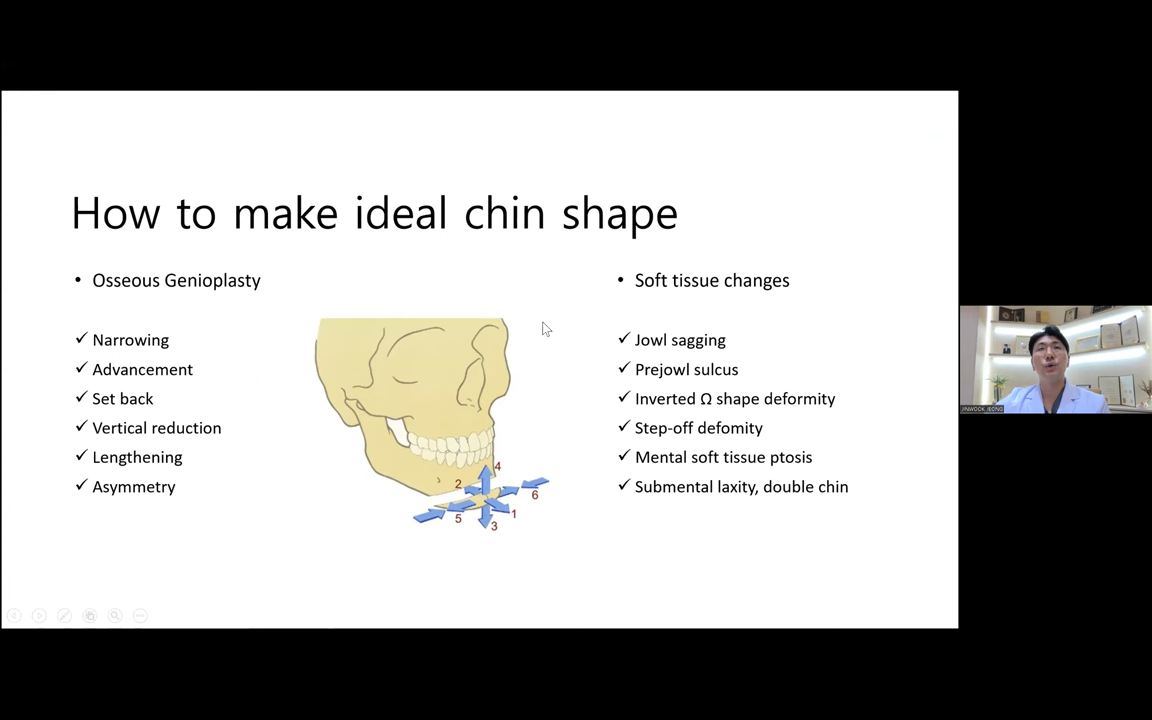 How to make ideal chin shape
• Osseous Genioplasty
✓ Narrowing
✓ Advancement
✓ Set back
✓ Vertical reduction
✓ Lengthening
✓ Asymmetry
4
2
6
1
5
3
• Soft tissue changes
✓ Jowl sagging
✓ Prejowl sulcus
✓ Inverted Ω shape deformity
✓ Step-off defomity
✓ Mental soft tissue ptosis
✓ Submental laxity, double chin
JINWOOK JEONG